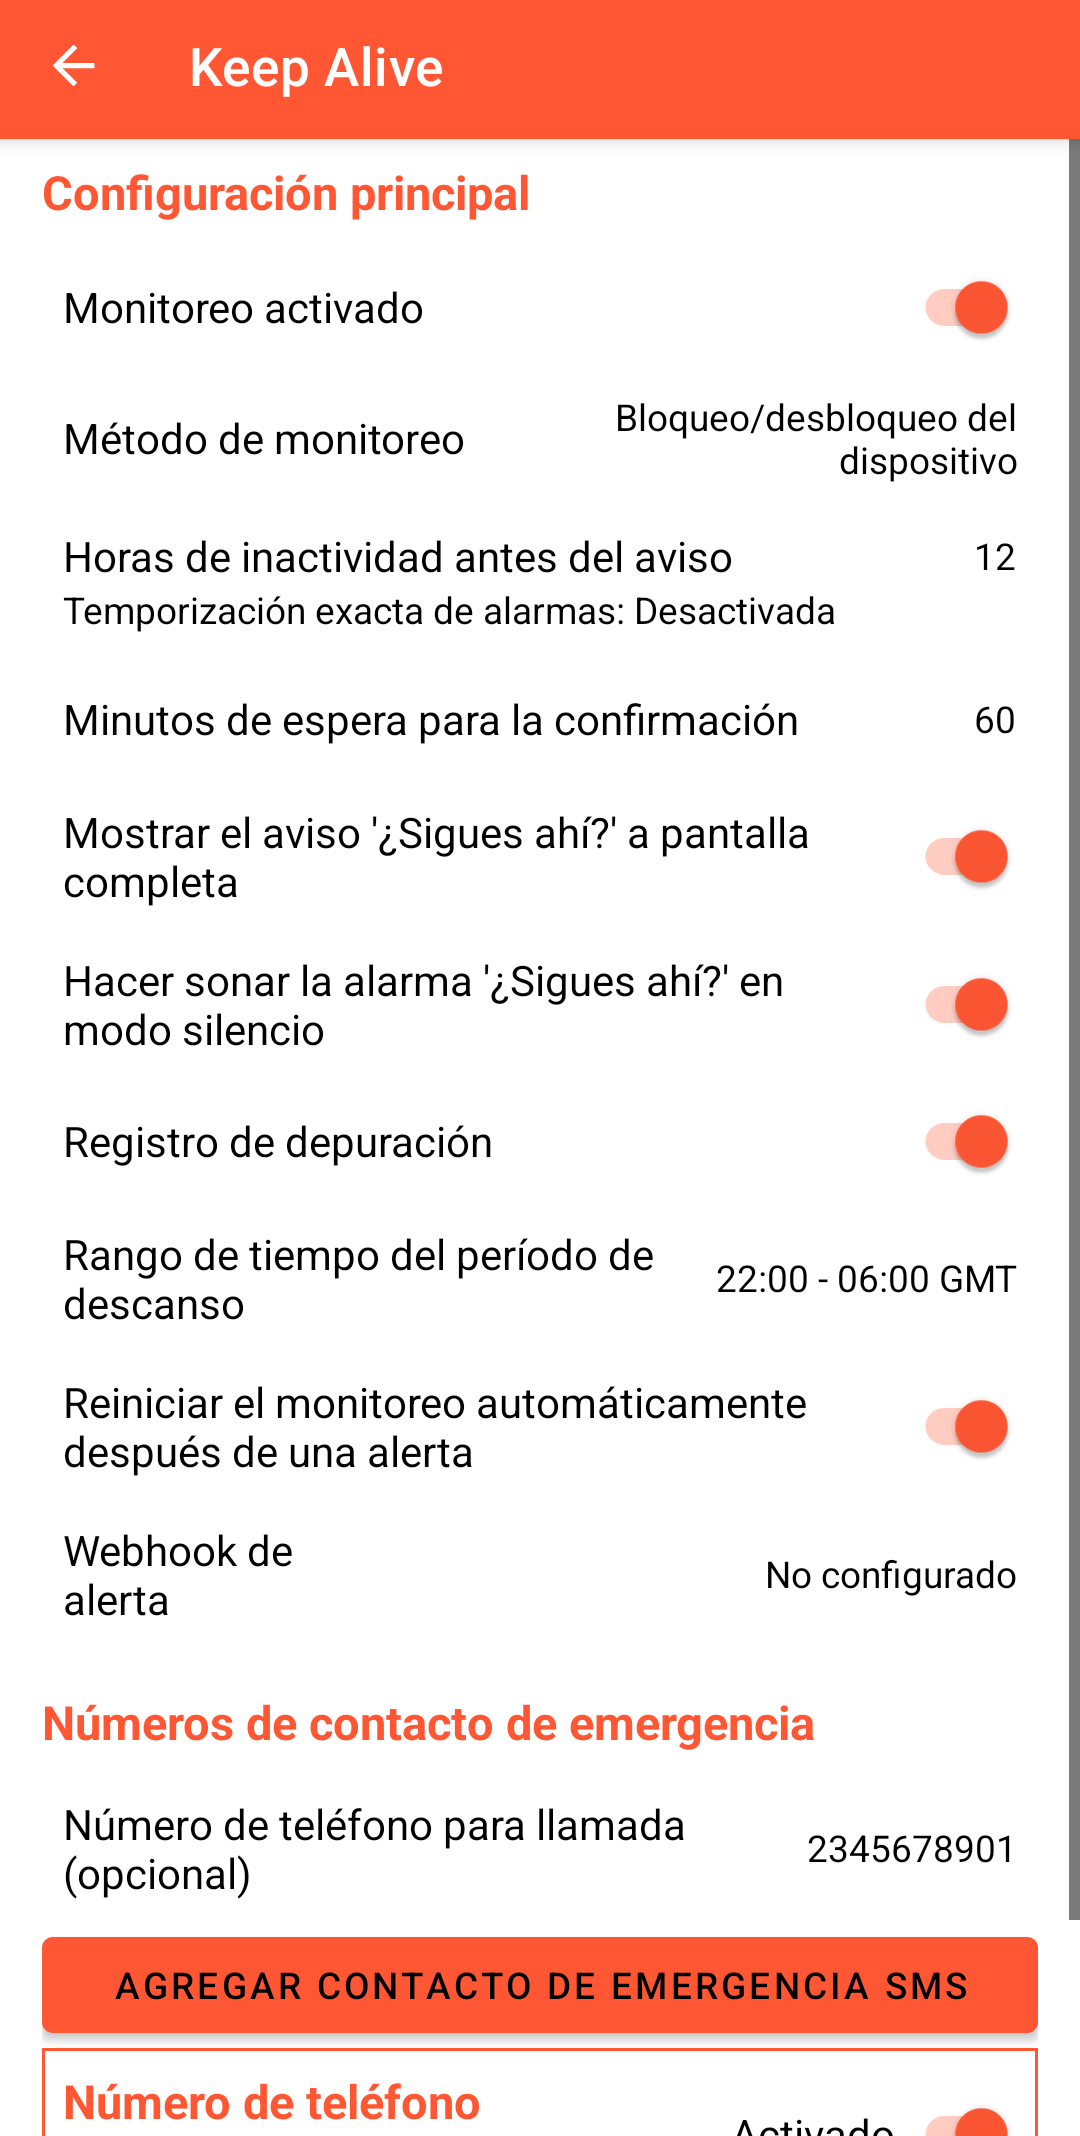 Keep Alive
Configuración principal
Monitoreo activado
Método de monitoreo
Bloqueo/desbloqueo del
dispositivo
Horas de inactividad antes del aviso
12
Temporización exacta de alarmas: Desactivada
Minutos de espera para la confirmación
60
Mostrar el aviso '¿Sigues ahí?' a pantalla
completa
Hacer sonar la alarma '¿Sigues ahí?' en
modo silencio
Registro de depuración
Rango de tiempo del período de
descanso
22:00 - 06:00 GMT
Reiniciar el monitoreo automáticamente
después de una alerta
Webhook de
alerta
No configurado
Números de contacto de emergencia
Número de teléfono para llamada
(opcional)
2345678901
AGREGAR CONTACTO DE EMERGENCIA SMS
Número de teléfono
Activado